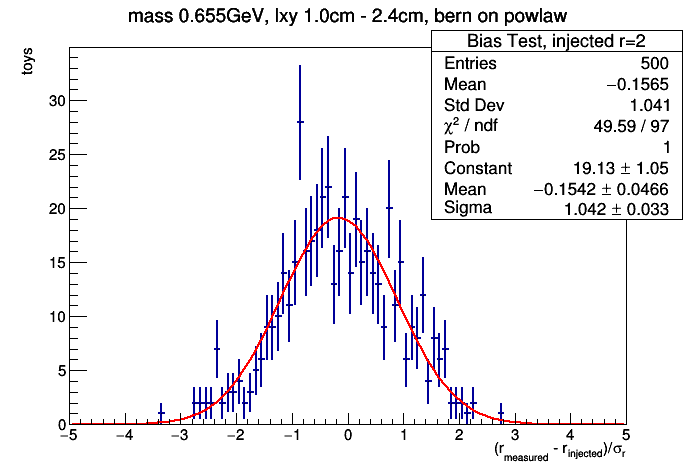 mass 0.655GeV, lxy 1.0cm - 2.4cm, bern on powlaw
Bias Test, injected r=2
Entries 500
Mean −0.1565
Std Dev 1.041
χ² / ndf 49.59 / 97
Prob 1
Constant 19.13 ± 1.05
Mean −0.1542 ± 0.0466
Sigma 1.042 ± 0.033
toys
30
25
20
15
10
5
0
−5 −4 −3 −2 −1 0 1 2 3 4 5
(r_measured - r_injected)/σ_r